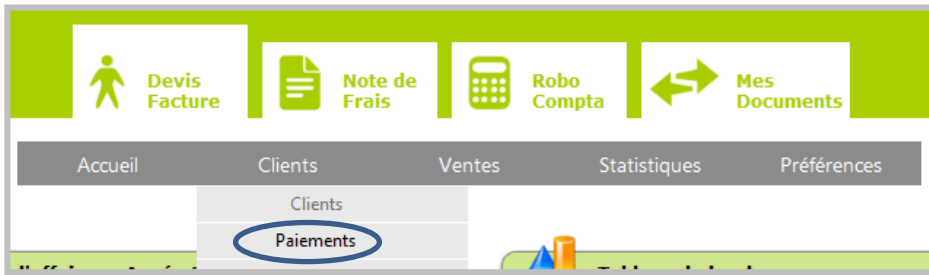 Devis
Facture
Note de
Frais
Robo
Compta
Mes
Documents
Accueil Clients Ventes Statistiques Préférences
Clients
Paiements